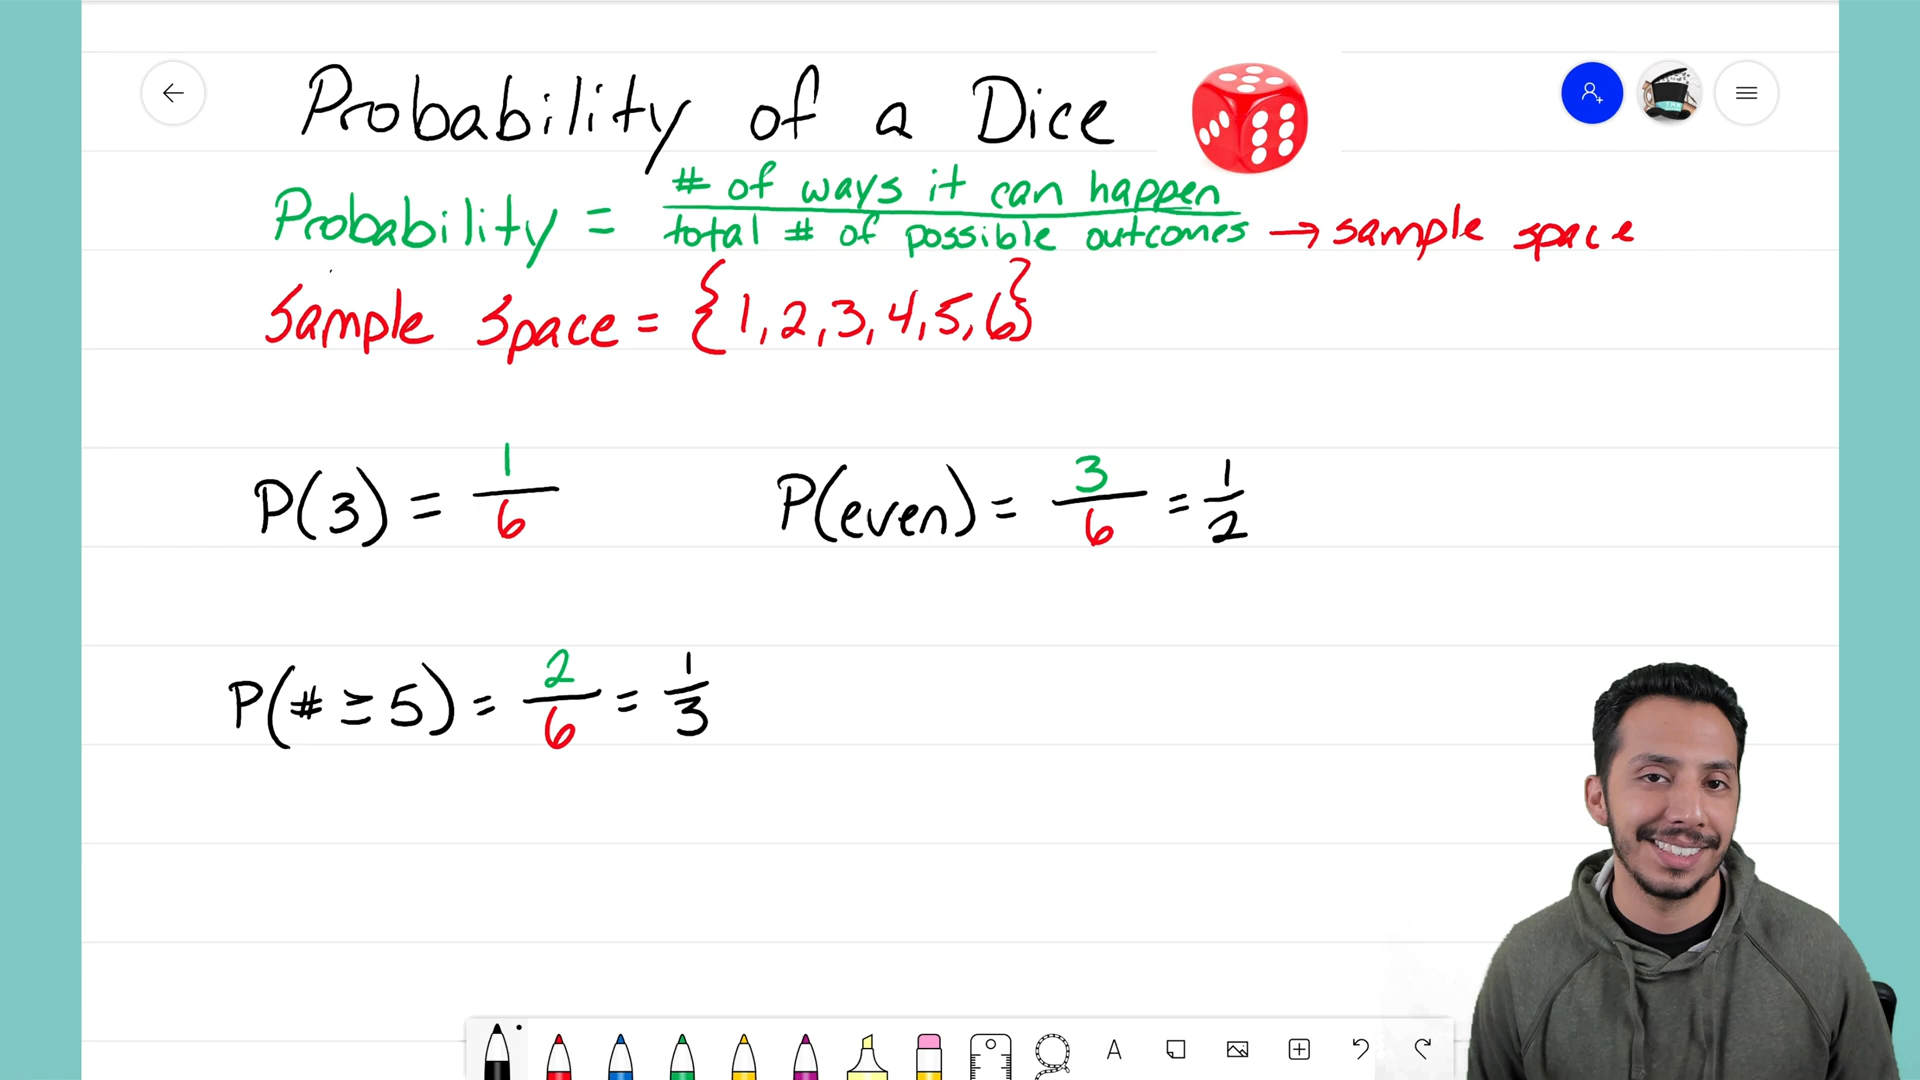 Probability of a Dice
Probability = # of ways it can happen / total # of possible outcomes → sample space
Sample Space = {1,2,3,4,5,6}
P(3) = 1/6
P(even) = 3/6 = 1/2
P(# ≥ 5) = 2/6 = 1/3
A